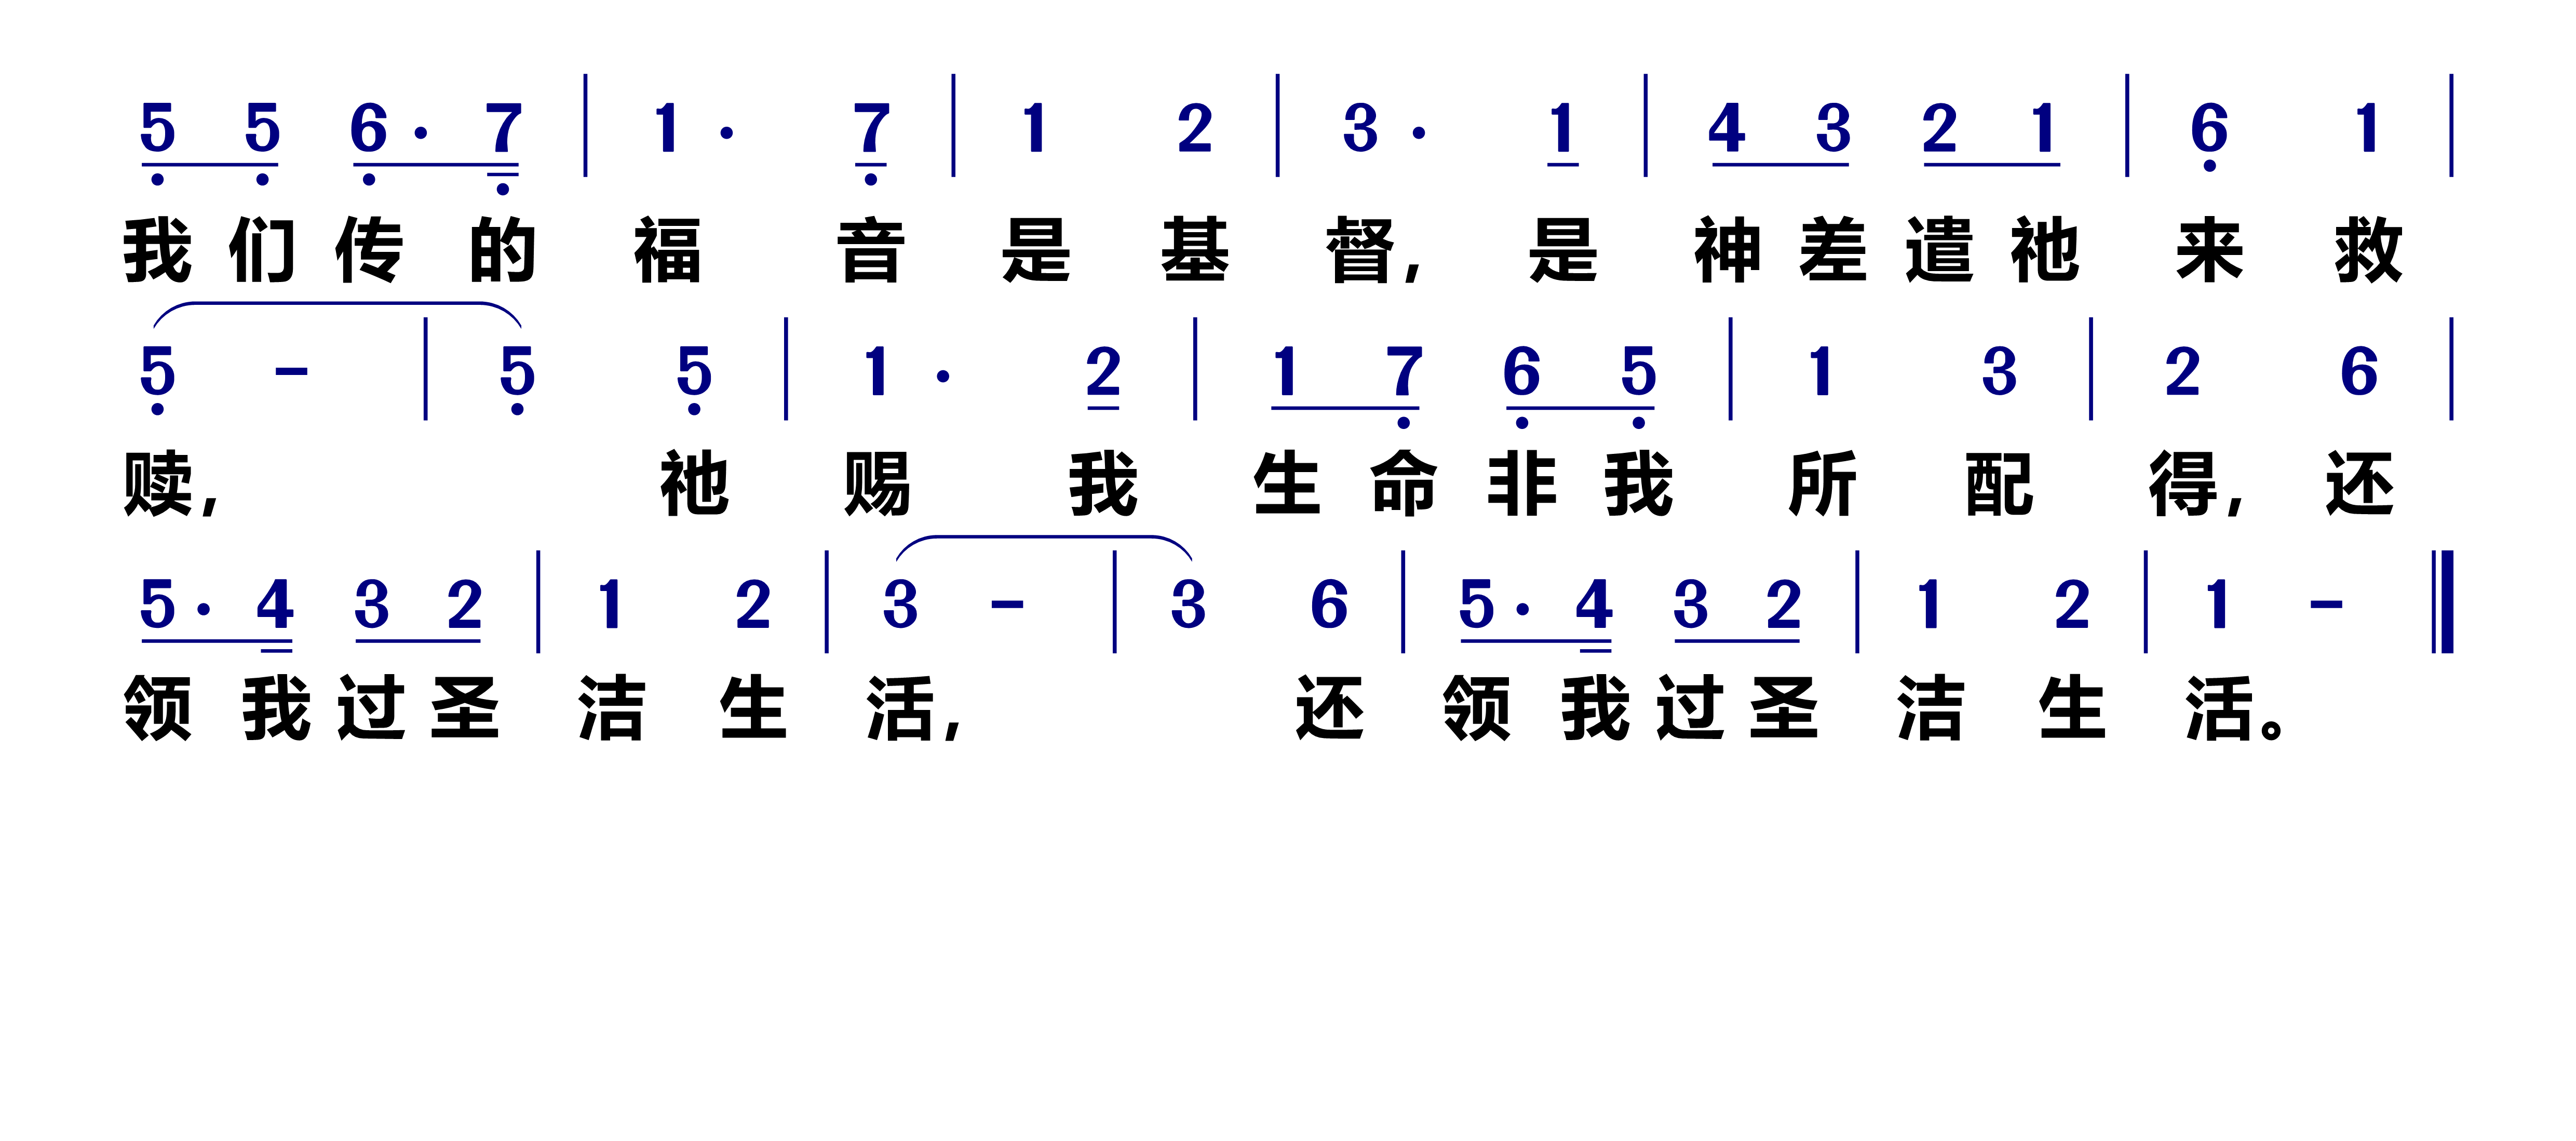 5 5 6· 7 | 1· 7 | 1 2 | 3· 1 | 4 3 2 1 | 6 1 |
我们传的福音是基督,是神差遣祂来救
5 - | 5 5 | 1· 2 | 1 7 6 5 | 1 3 | 2 6 |
赎,祂赐我生命非我所配得,还
5· 4 3 2 | 1 2 | 3 - | 3 6 | 5· 4 3 2 | 1 2 | 1 - ‖
领我过圣洁生活,还领我过圣洁生活。